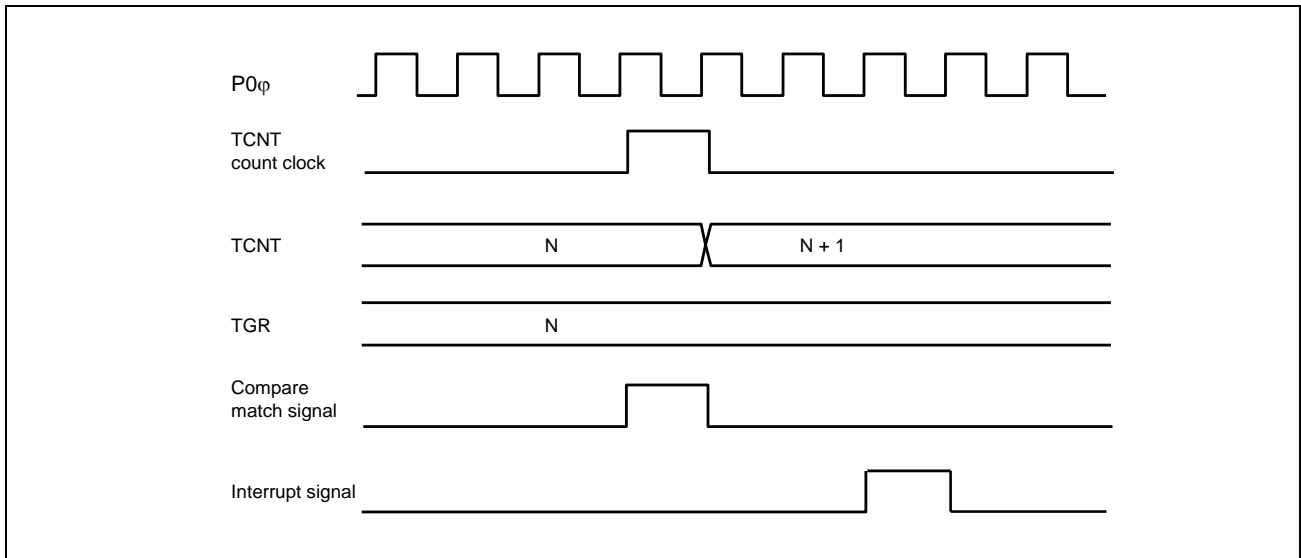 P0φ
TCNT
count clock
TCNT
N
N + 1
TGR
N
Compare
match signal
Interrupt signal